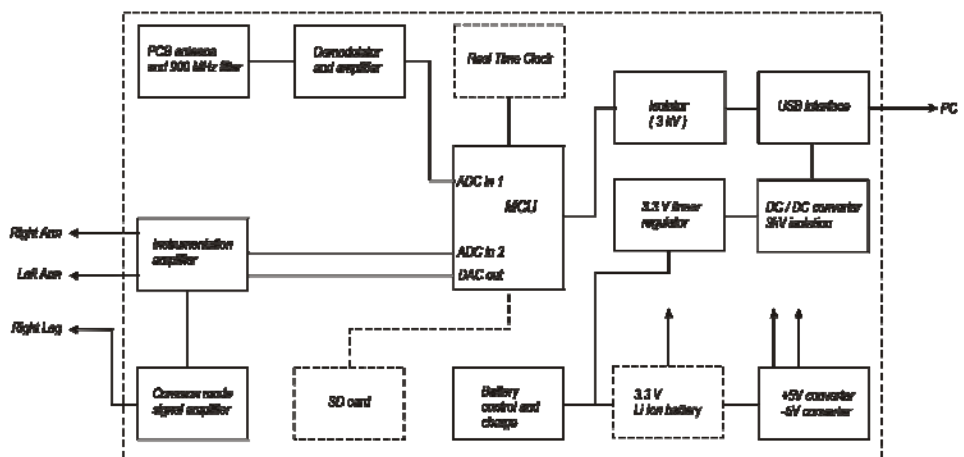 PCB antenna
and 900 MHz filter
Demodulator
and amplifier
Real Time Clock
Isolator
( 3 kV )
USB interface
PC
ADC in 1
MCU
3.3 V linear
regulator
DC / DC converter
3kV isolation
Right Arm
Instrumentation
amplifier
ADC in 2
Left Arm
DAC out
Right Leg
Common mode
signal amplifier
SD card
Battery
control and
charge
3.3 V
Li Ion battery
+5V converter
-5V converter